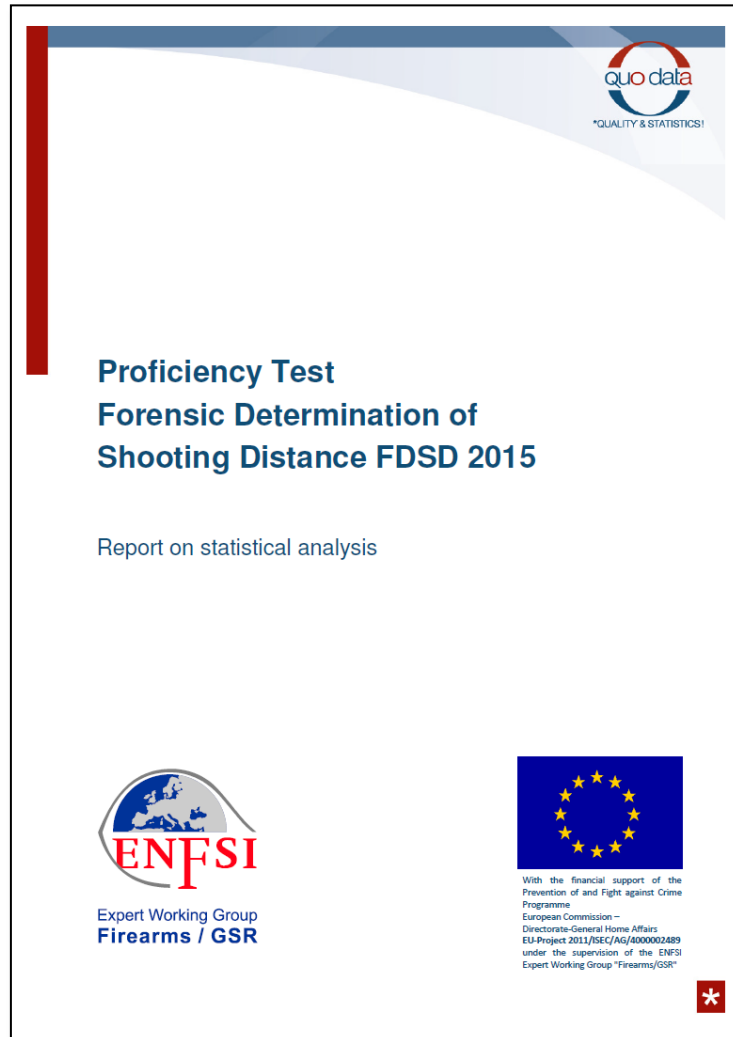 quo data
*QUALITY & STATISTICS!
Proficiency Test
Forensic Determination of
Shooting Distance FDSD 2015
Report on statistical analysis
ENFSI
Expert Working Group
Firearms / GSR
With the financial support of the
Prevention of and Fight against Crime
Programme
European Commission –
Directorate-General Home Affairs
EU-Project 2011/ISEC/AG/4000002489
under the supervision of the ENFSI
Expert Working Group "Firearms/GSR"
*